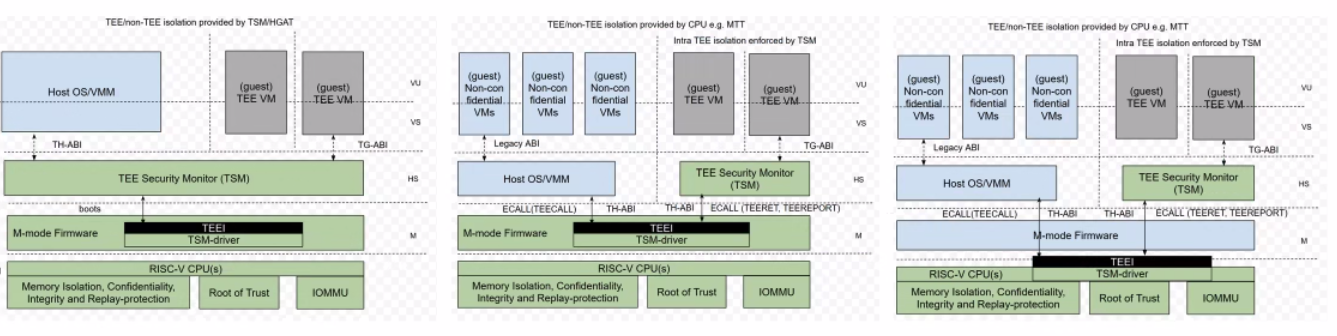 TEE/non-TEE isolation provided by TSM/HGAT
Host OS/VMM
(guest)
TEE VM
(guest)
TEE VM
VU
VS
TH-ABI
TG-ABI
TEE Security Monitor (TSM)
HS
boots
M-mode Firmware
TEEI
TSM-driver
M
RISC-V CPU(s)
Memory Isolation, Confidentiality,
Integrity and Replay-protection
Root of Trust
IOMMU
TEE/non-TEE isolation provided by CPU e.g. MTT
Intra TEE isolation enforced by TSM
(guest)
Non-con
fidential
VMs
(guest)
Non-con
fidential
VMs
(guest)
Non-con
fidential
VMs
(guest)
TEE VM
(guest)
TEE VM
VU
VS
Legacy ABI
TG-ABI
Host OS/VMM
TEE Security Monitor
(TSM)
HS
ECALL(TEECALL)
TH-ABI
TH-ABI
ECALL (TEERET, TEEREPORT)
M-mode Firmware
TEEI
TSM-driver
M
RISC-V CPU(s)
Memory Isolation, Confidentiality,
Integrity and Replay-protection
Root of Trust
IOMMU
TEE/non-TEE isolation provided by CPU e.g. MTT
Intra TEE isolation enforced by TSM
(guest)
Non-con
fidential
VMs
(guest)
Non-con
fidential
VMs
(guest)
Non-con
fidential
VMs
(guest)
TEE VM
(guest)
TEE VM
VU
VS
Legacy ABI
TG-ABI
Host OS/VMM
TEE Security Monitor
(TSM)
HS
ECALL(TEECALL)
TH-ABI
TH-ABI
ECALL (TEERET, TEEREPORT)
M-mode Firmware
M
TEEI
RISC-V CPU(s)
TSM-driver
Memory Isolation, Confidentiality,
Integrity and Replay-protection
Root of Trust
IOMMU